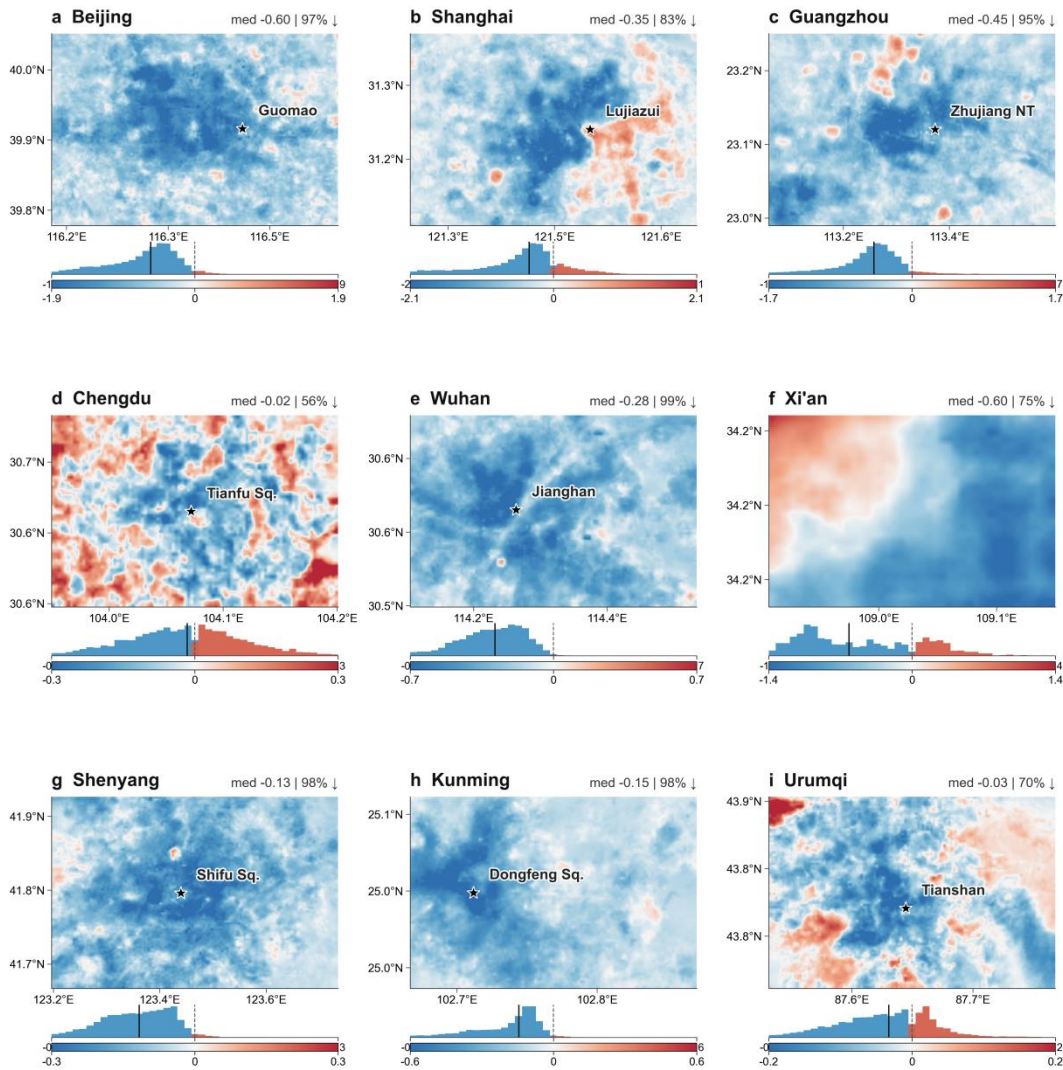 a Beijing
med -0.60 | 97% ↓
40.0°N
Guomao
39.9°N
39.8°N
116.2°E 116.3°E 116.5°E
-1 9
-1.9 0 1.9
b Shanghai
med -0.35 | 83% ↓
31.3°N
Lujiazui
31.2°N
121.3°E 121.5°E 121.6°E
-2 1
-2.1 0 2.1
c Guangzhou
med -0.45 | 95% ↓
23.2°N
Zhujiang NT
23.1°N
23.0°N
113.2°E 113.4°E
-1 7
-1.7 0 1.7
d Chengdu
med -0.02 | 56% ↓
30.7°N
Tianfu Sq.
30.6°N
30.6°N
104.0°E 104.1°E 104.2°E
-0 3
-0.3 0 0.3
e Wuhan
med -0.28 | 99% ↓
30.6°N
Jianghan
30.6°N
30.5°N
114.2°E 114.4°E
-0 7
-0.7 0 0.7
f Xi'an
med -0.60 | 75% ↓
34.2°N
34.2°N
34.2°N
109.0°E 109.1°E
-1 4
-1.4 0 1.4
g Shenyang
med -0.13 | 98% ↓
41.9°N
Shifu Sq.
41.8°N
41.7°N
123.2°E 123.4°E 123.6°E
-0 3
-0.3 0 0.3
h Kunming
med -0.15 | 98% ↓
25.1°N
Dongfeng Sq.
25.0°N
25.0°N
102.7°E 102.8°E
-0 6
-0.6 0 0.6
i Urumqi
med -0.03 | 70% ↓
43.9°N
43.8°N
Tianshan
43.8°N
87.6°E 87.7°E
-0 2
-0.2 0 0.2